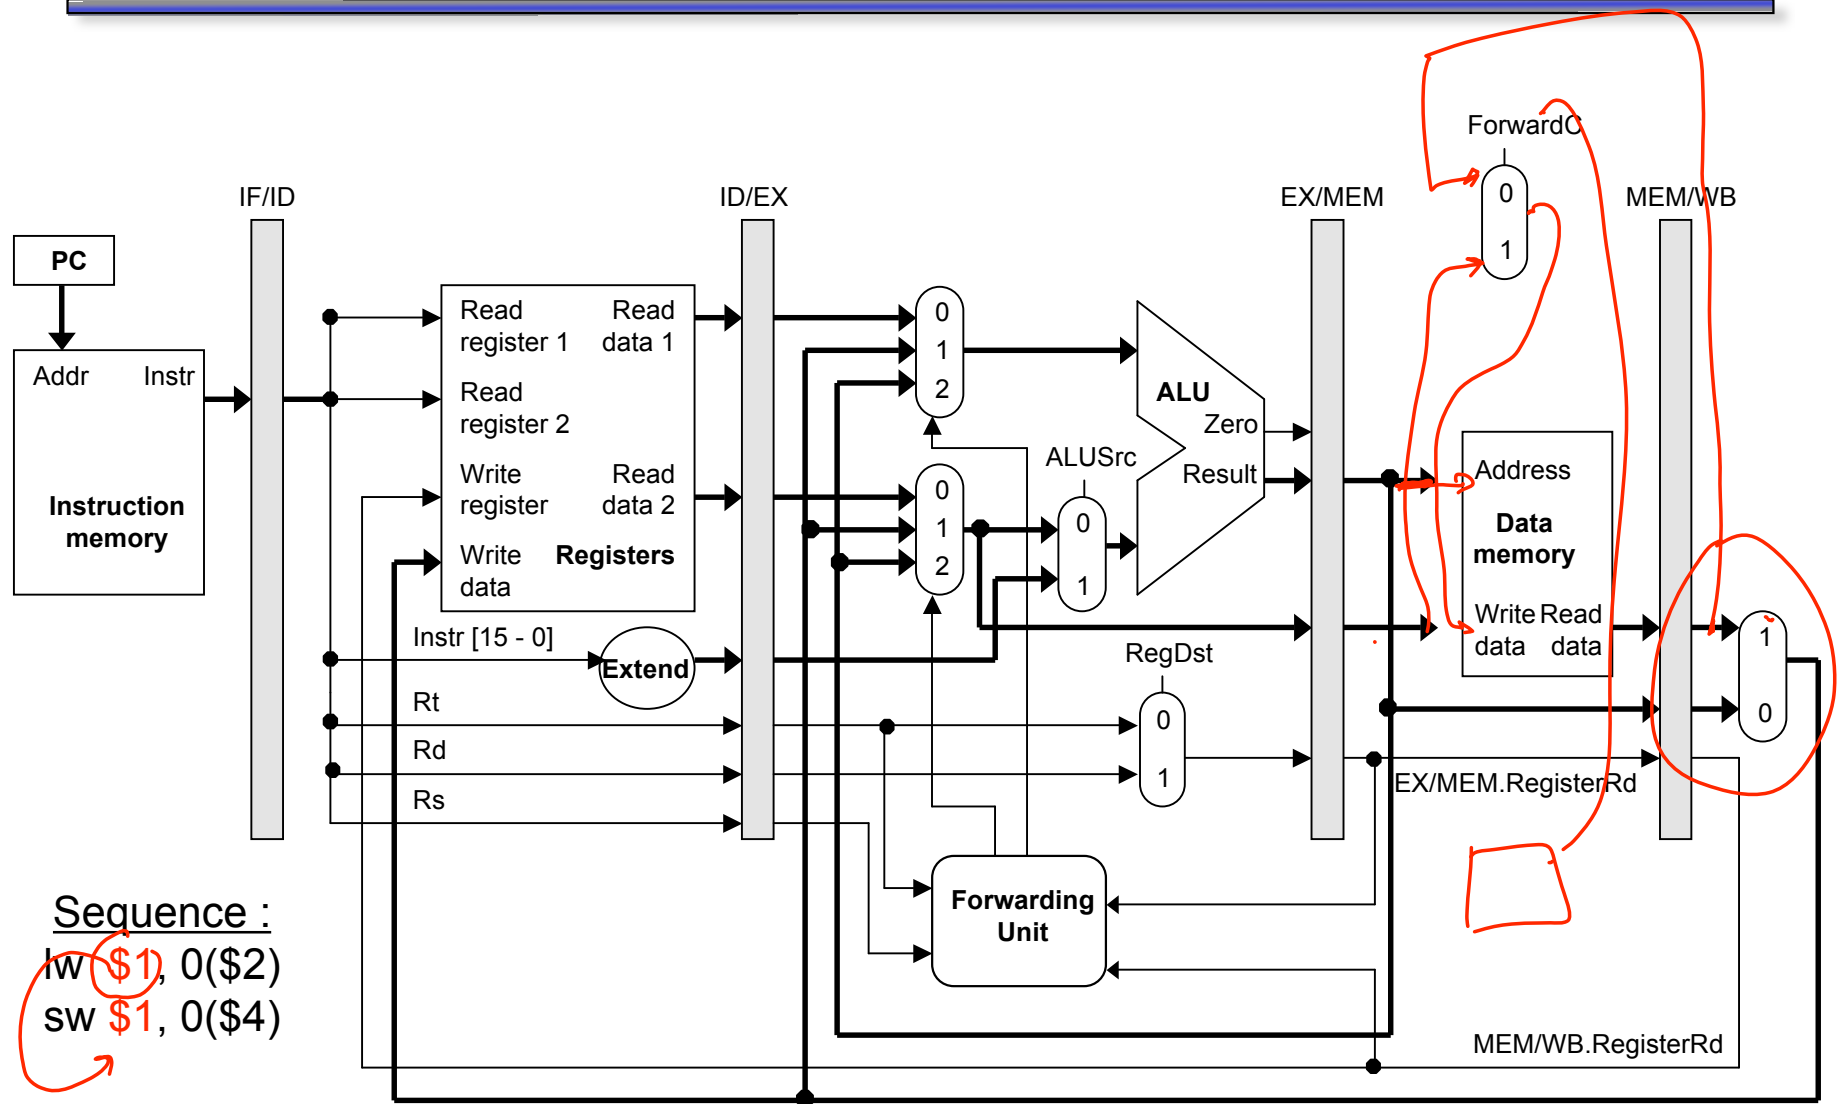 ForwardC
0
1
IF/ID
ID/EX
EX/MEM
MEM/WB
PC
Addr Instr
Instruction
memory
Read
register 1
Read
data 1
Read
register 2
Write
register
Read
data 2
Write
data
Registers
0
1
2
0
1
2
ALUSrc
0
1
ALU
Zero
Result
Address
Data
memory
Write
data
Read
data
1
0
Instr [15 - 0]
Extend
RegDst
0
1
Rt
Rd
Rs
EX/MEM.RegisterRd
Forwarding
Unit
MEM/WB.RegisterRd
Sequence :
lw $1, 0($2)
sw $1, 0($4)